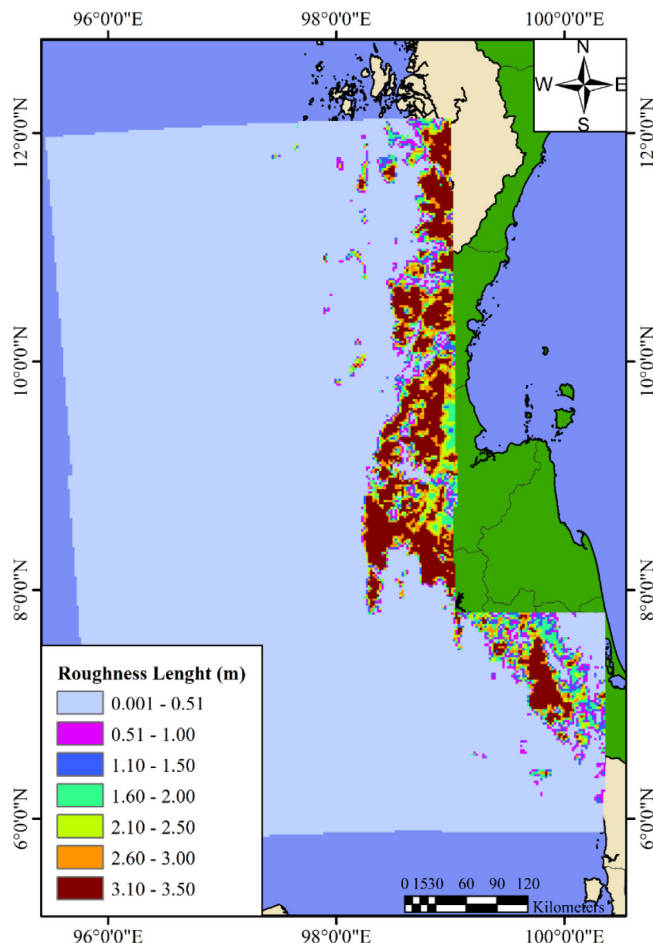 96°0'0"E 98°0'0"E 100°0'0"E
N
W E
S
12°0'0"N 12°0'0"N
10°0'0"N 10°0'0"N
8°0'0"N 8°0'0"N
6°0'0"N 6°0'0"N
Roughness Lenght (m)
0.001 - 0.51
0.51 - 1.00
1.10 - 1.50
1.60 - 2.00
2.10 - 2.50
2.60 - 3.00
3.10 - 3.50
0 1530 60 90 120
Kilometers
96°0'0"E 98°0'0"E 100°0'0"E